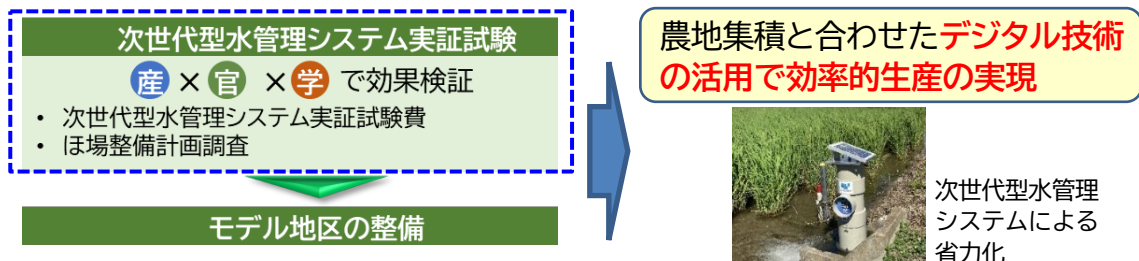 次世代型水管理システム実証試験
産×官×学で効果検証
・ 次世代型水管理システム実証試験費
・ ほ場整備計画調査
モデル地区の整備
農地集積と合わせたデジタル技術
の活用で効率的生産の実現
次世代型水管理
システムによる
省力化